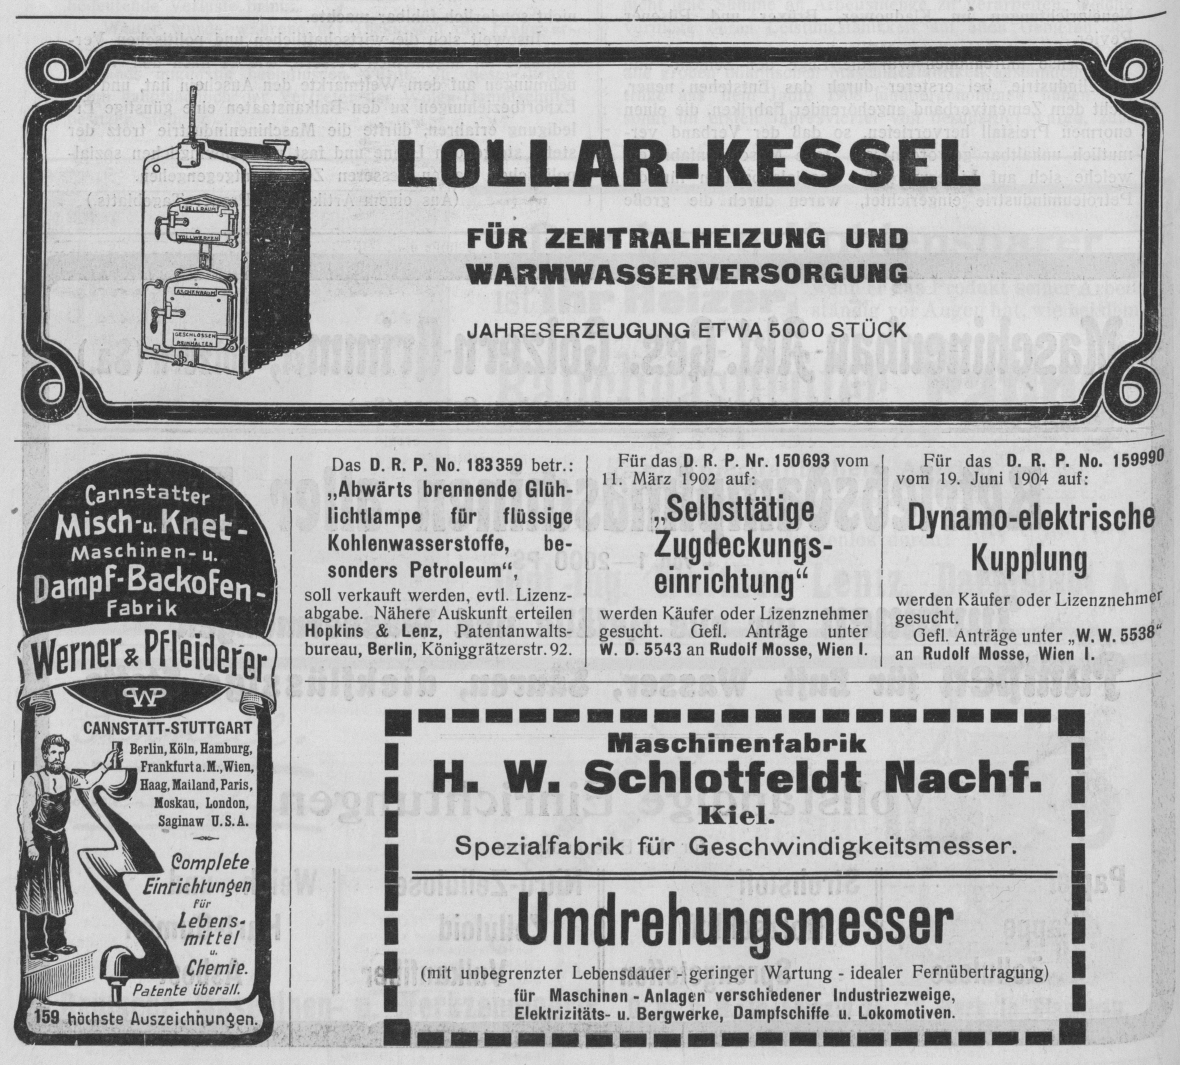 LOLLAR-KESSEL
FÜR ZENTRALHEIZUNG UND
WARMWASSERVERSORGUNG
JAHRESERZEUGUNG ETWA 5000 STÜCK
FUELLRAUM
VOLLWERFEN
ASCHENRAUM
GESCHLOSSEN
REINHALTEN
Cannstatter
Misch- u. Knet-
Maschinen- u.
Dampf-Backofen-
Fabrik
Werner & Pfleiderer
WP
CANNSTATT-STUTTGART
Berlin, Köln, Hamburg,
Frankfurt a. M., Wien,
Haag, Mailand, Paris,
Moskau, London,
Saginaw U.S.A.
Complete
Einrichtungen
für
Lebens-
mittel
u.
Chemie.
Patente überall.
159 höchste Auszeichnungen.
Das D. R. P. No. 183359 betr.:
„Abwärts brennende Glüh-
lichtlampe für flüssige
Kohlenwasserstoffe, be-
sonders Petroleum“,
soll verkauft werden, evtl. Lizenz-
abgabe. Nähere Auskunft erteilen
Hopkins & Lenz, Patentanwalts-
bureau, Berlin, Königgrätzerstr. 92.
Für das D. R. P. Nr. 150693 vom
11. März 1902 auf:
„Selbsttätige
Zugdeckungs-
einrichtung“
werden Käufer oder Lizenznehmer
gesucht. Gefl. Anträge unter
W. D. 5543 an Rudolf Mosse, Wien I.
Für das D. R. P. No. 159990
vom 19. Juni 1904 auf:
Dynamo-elektrische
Kupplung
werden Käufer oder Lizenznehmer
gesucht.
Gefl. Anträge unter „W. W. 5538“
an Rudolf Mosse, Wien I.
Maschinenfabrik
H. W. Schlotfeldt Nachf.
Kiel.
Spezialfabrik für Geschwindigkeitsmesser.
Umdrehungsmesser
(mit unbegrenzter Lebensdauer - geringer Wartung - idealer Fernübertragung)
für Maschinen - Anlagen verschiedener Industriezweige,
Elektrizitäts- u. Bergwerke, Dampfschiffe u. Lokomotiven.